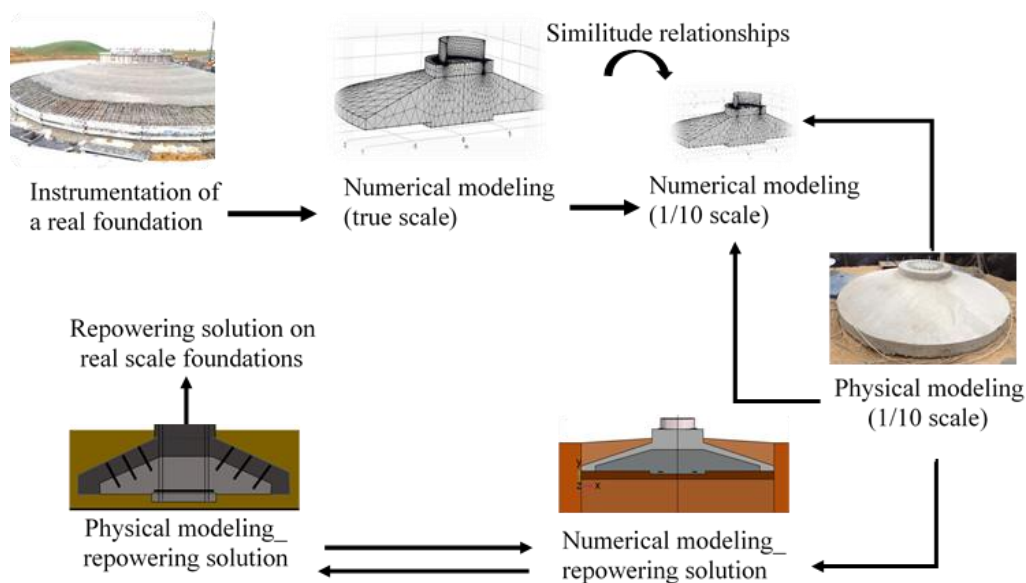 Similitude relationships
Instrumentation of
a real foundation
Numerical modeling
(true scale)
Numerical modeling
(1/10 scale)
Repowering solution on
real scale foundations
Physical modeling
(1/10 scale)
y
z x
Physical modeling_
repowering solution
Numerical modeling_
repowering solution